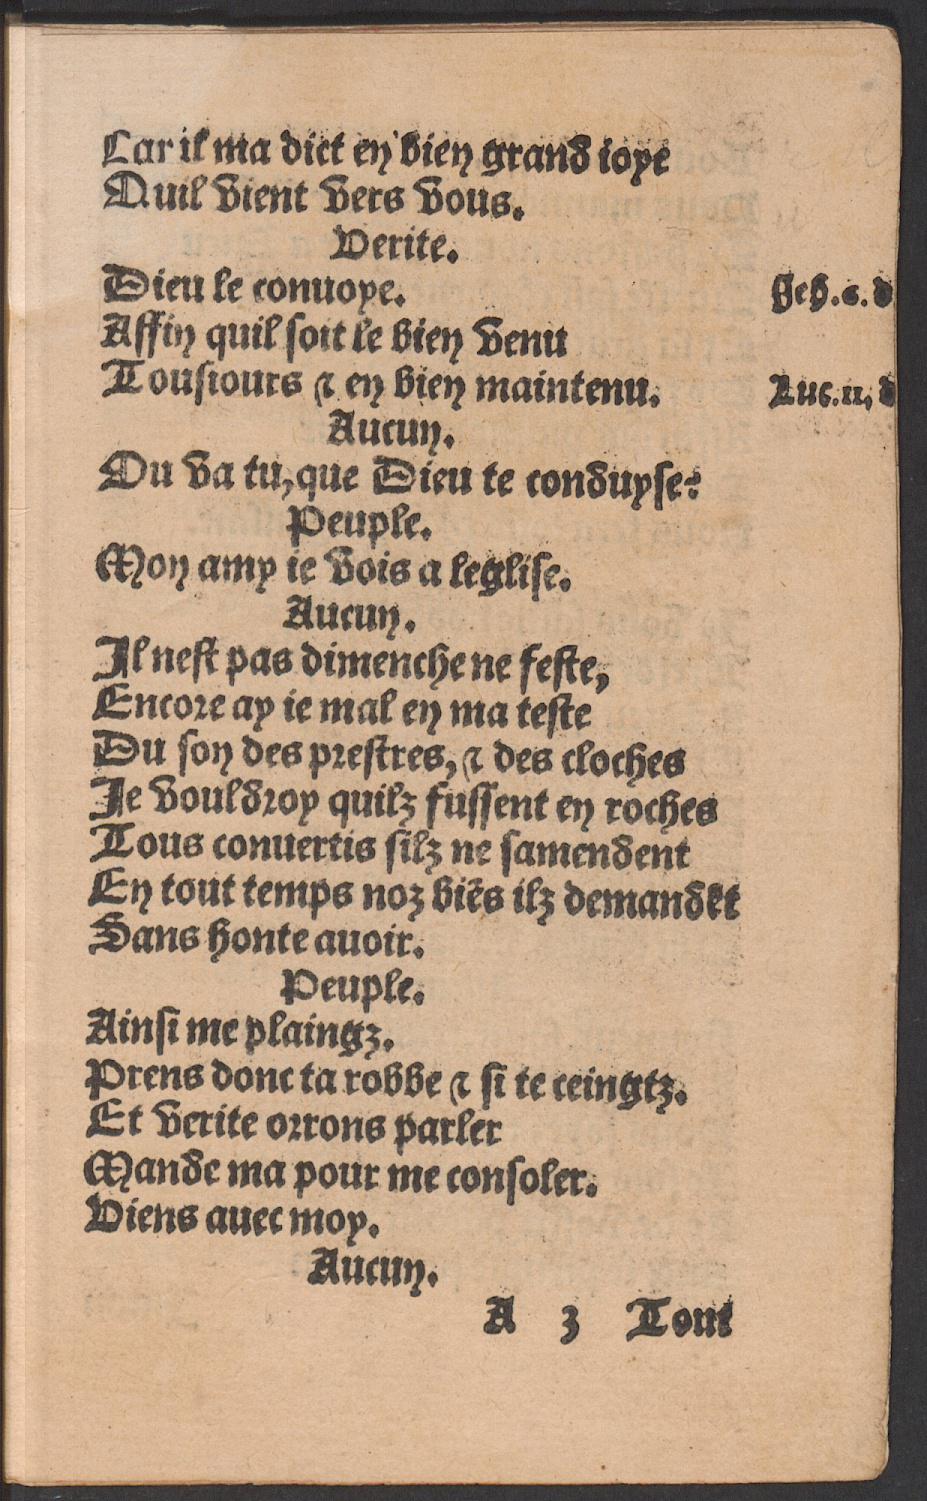 Car il ma dict en bien grand ioye
Quil vient vers vous.
Verite.
Dieu le conuoye.
Affin quil soit le bien venu
Tousiours & en bien maintenu.
Luc.11. d
Aucun.
Ou va tu, que Dieu te conduyse?
Peuple.
Mon amy ie vois a leglise.
Aucun.
Il nest pas dimenche ne feste,
Encore ay ie mal en ma teste
Du son des prestres, & des cloches
Je vouldroy quilz fussent en roches
Tous conuertis silz ne samendent
En tout temps noz biēs ilz demandēt
Sans honte auoir.
Peuple.
Ainsi me plaingz.
Prens donc ta robbe & si te ceingtz.
Et verite orrons parler
Mande ma pour me consoler.
Viens auec moy.
Aucun.
A 3 Tout